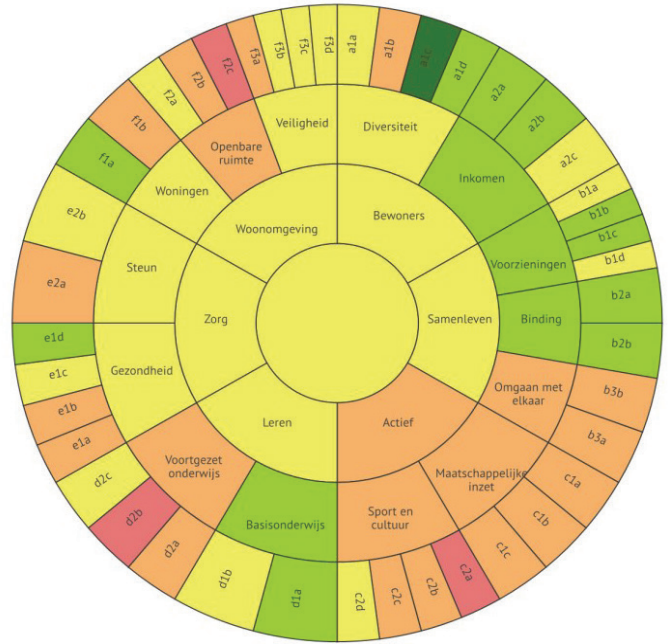 f3a
f3b
f3c
f3d
a1a
a1b
a1c
a1d
a2a
a2b
a2c
b1a
b1b
b1c
b1d
b2a
b2b
b3b
b3a
c1a
c1b
c1c
c2a
c2b
c2c
c2d
d1a
d1b
d2a
d2b
d2c
e1a
e1b
e1c
e1d
e2a
e2b
f1a
f1b
f2a
f2b
f2c
Veiligheid
Diversiteit
Inkomen
Voorzieningen
Binding
Omgaan met
elkaar
Maatschappelijke
inzet
Sport en
cultuur
Basisonderwijs
Voortgezet
onderwijs
Gezondheid
Steun
Woningen
Openbare
ruimte
Woonomgeving
Bewoners
Samenleven
Actief
Leren
Zorg